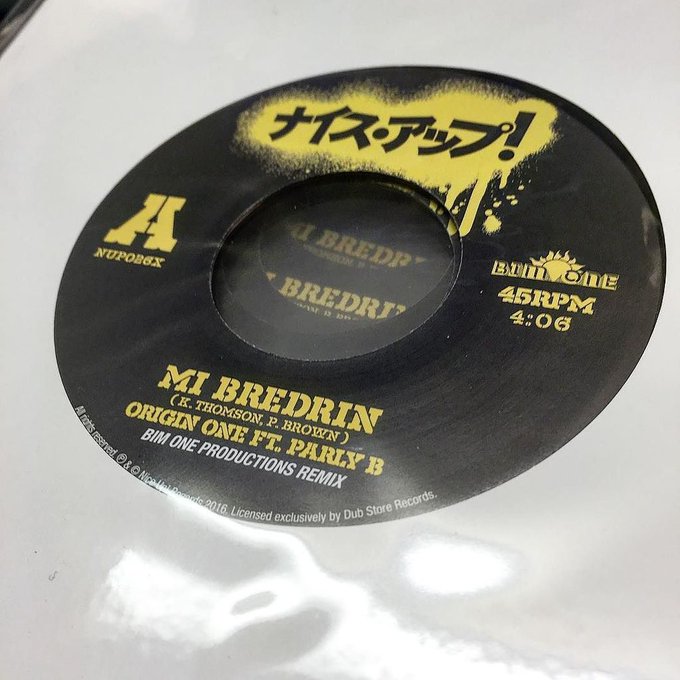 ナイス・アップ!
A
NUP026X
BIM ONE
45RPM
4:06
MI BREDRIN
(K. THOMSON, P. BROWN)
ORIGIN ONE FT. PARLY B
BIM ONE PRODUCTIONS REMIX
All rights reserved. ℗ & © Nice Up! Records 2016. Licensed exclusively by Dub Store Records.
MI BREDR
BREDRIN